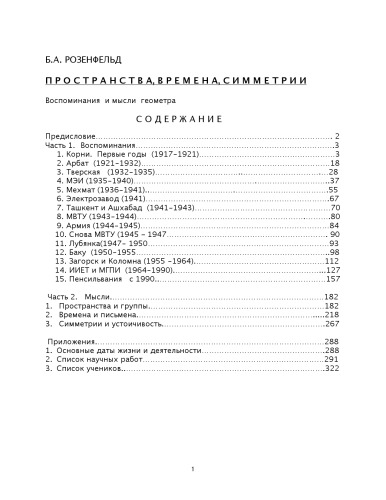 Б.А. РОЗЕНФЕЛЬД
П Р О С Т Р А Н С Т В А, В Р Е М Е Н А, С И М М Е Т Р И И
Воспоминания и мысли геометра
С О Д Е Р Ж А Н И Е
Предисловие........................................................................ 2
Часть 1. Воспоминания.............................................................3
1. Корни. Первые годы (1917–1921)............................................3
2. Арбат (1921–1932)............................................................18
3. Тверская (1932–1935)........................................................28
4. МЭИ (1935–1940).............................................................37
5. Мехмат (1936–1941)..........................................................55
6. Электрозавод (1941)..........................................................67
7. Ташкент и Ашхабад (1941–1943)..............................................70
8. МВТУ (1943–1944)............................................................80
9. Армия (1944–1945)............................................................84
10. Снова МВТУ (1945 – 1947.................................................... 90
11. Лубянка(1947– 1950..........................................................93
12. Баку (1950–1955.............................................................98
13. Загорск и Коломна (1955 –1964).............................................112
14. ИИЕТ и МГПИ (1964–1990)...................................................127
15. Пенсильвания с 1990........................................................157
Часть 2. Мысли....................................................................182
1. Пространства и группы.......................................................182
2. Времена и письмена..........................................................218
3. Симметрии и устоичивость....................................................267
Приложения........................................................................288
1. Основные даты жизни и деятельности.........................................288
2. Список научных работ........................................................291
3. Список учеников.............................................................322
1